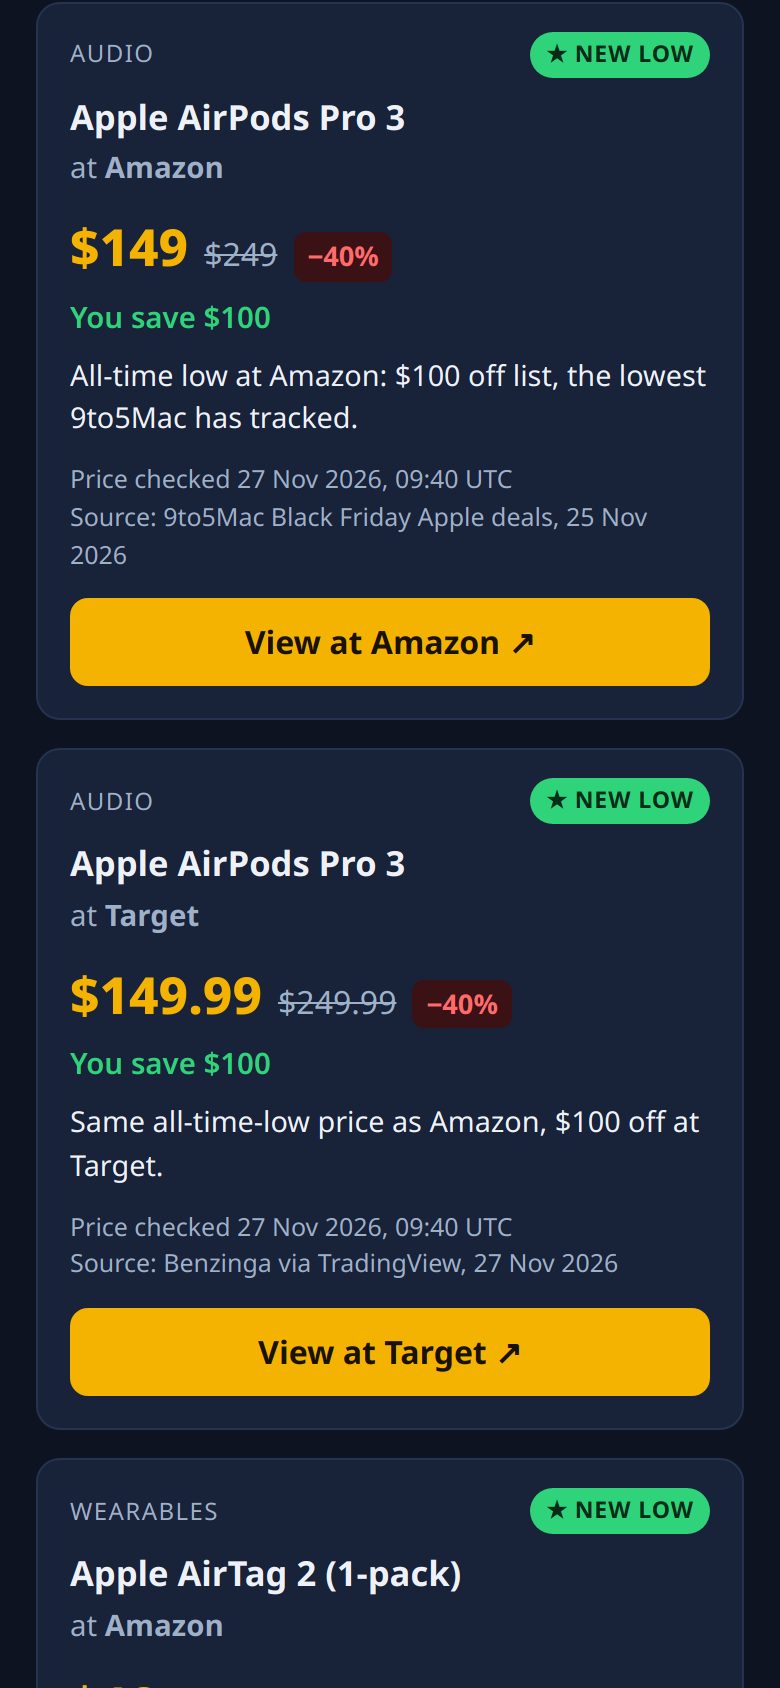 AUDIO
★ NEW LOW
Apple AirPods Pro 3
at Amazon
$149 $249 −40%
You save $100
All-time low at Amazon: $100 off list, the lowest
9to5Mac has tracked.
Price checked 27 Nov 2026, 09:40 UTC
Source: 9to5Mac Black Friday Apple deals, 25 Nov
2026
View at Amazon ↗
AUDIO
★ NEW LOW
Apple AirPods Pro 3
at Target
$149.99 $249.99 −40%
You save $100
Same all-time-low price as Amazon, $100 off at
Target.
Price checked 27 Nov 2026, 09:40 UTC
Source: Benzinga via TradingView, 27 Nov 2026
View at Target ↗
WEARABLES
★ NEW LOW
Apple AirTag 2 (1-pack)
at Amazon